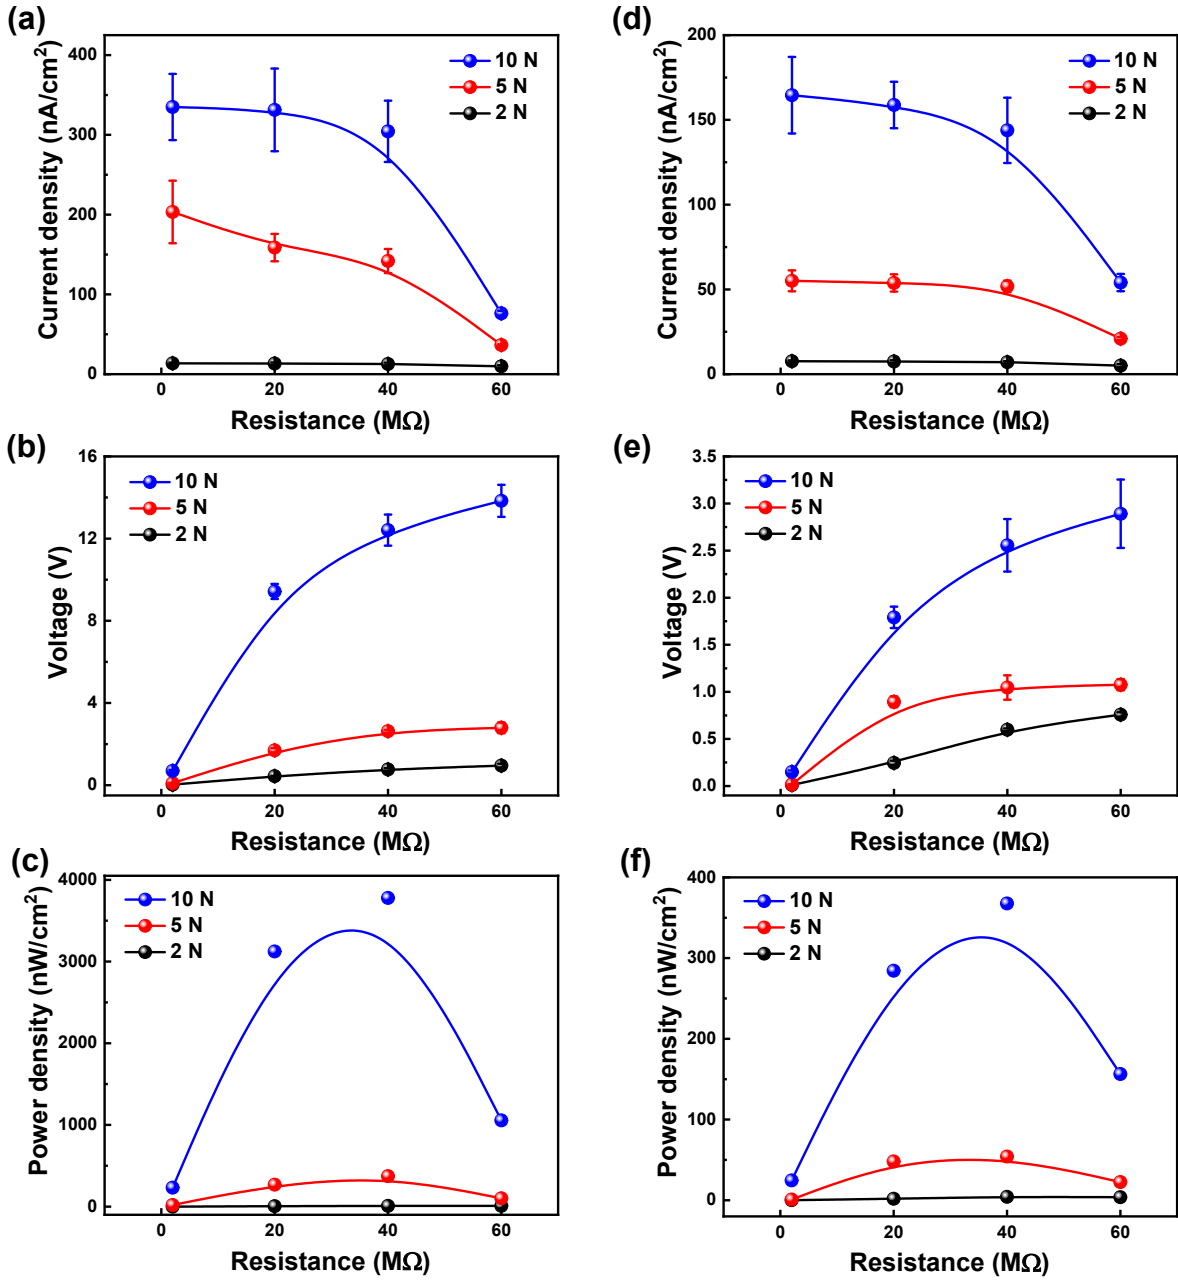 (a)
Current density (nA/cm²)
400
300
200
100
0
10 N
5 N
2 N
0 20 40 60
Resistance (MΩ)
(d)
Current density (nA/cm²)
200
150
100
50
0
10 N
5 N
2 N
0 20 40 60
Resistance (MΩ)
(b)
Voltage (V)
16
12
8
4
0
10 N
5 N
2 N
0 20 40 60
Resistance (MΩ)
(e)
Voltage (V)
3.5
3.0
2.5
2.0
1.5
1.0
0.5
0.0
10 N
5 N
2 N
0 20 40 60
Resistance (MΩ)
(c)
Power density (nW/cm²)
4000
3000
2000
1000
0
10 N
5 N
2 N
0 20 40 60
Resistance (MΩ)
(f)
Power density (nW/cm²)
400
300
200
100
0
10 N
5 N
2 N
0 20 40 60
Resistance (MΩ)